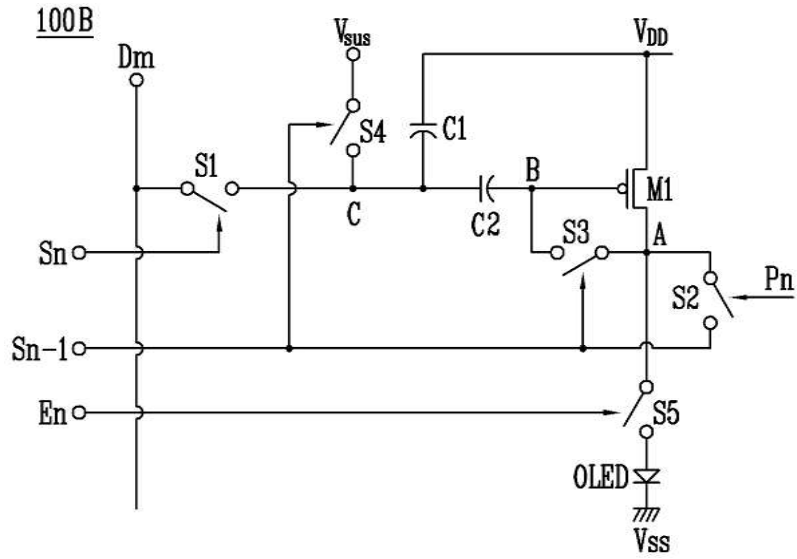 100B
Dm
Vsus
VDD
S4
C1
S1
B
M1
C
C2
S3
A
Sn
S2
Pn
Sn-1
En
S5
OLED
Vss